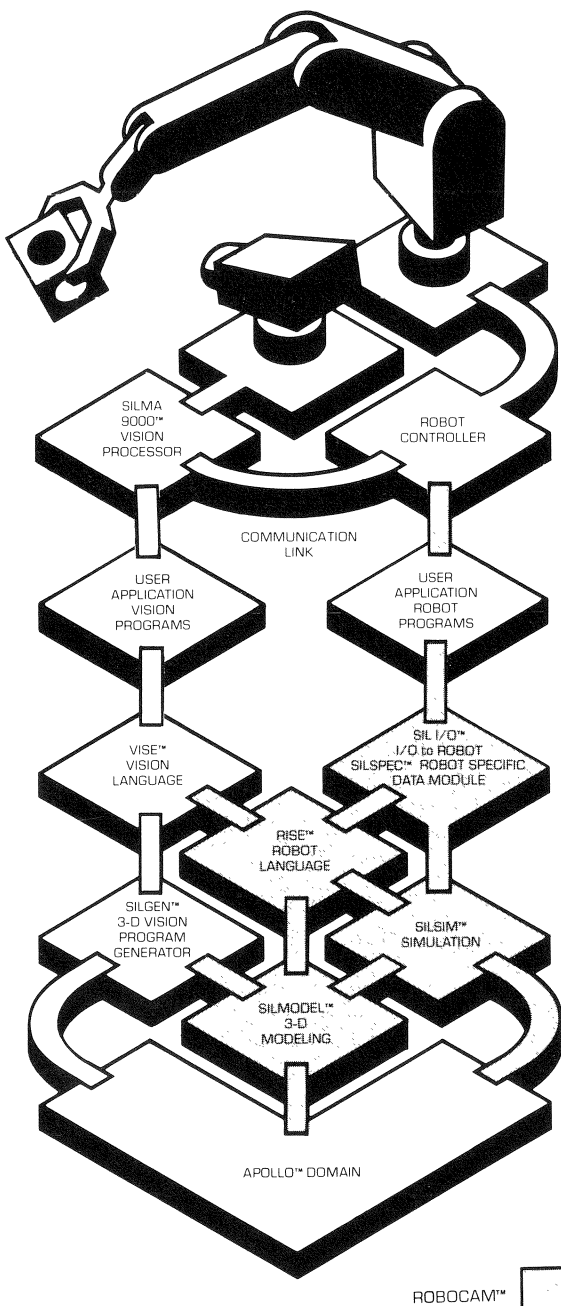 SILMA
9000™
VISION
PROCESSOR
ROBOT
CONTROLLER
COMMUNICATION
LINK
USER
APPLICATION
VISION
PROGRAMS
USER
APPLICATION
ROBOT
PROGRAMS
VISE™
VISION
LANGUAGE
SIL I/O™
I/O to ROBOT
SILSPEC™ ROBOT SPECIFIC
DATA MODULE
RISE™
ROBOT
LANGUAGE
SILGEN™
3-D VISION
PROGRAM
GENERATOR
SILSIM™
SIMULATION
SILMODEL™
3-D
MODELING
APOLLO™ DOMAIN
ROBOCAM™